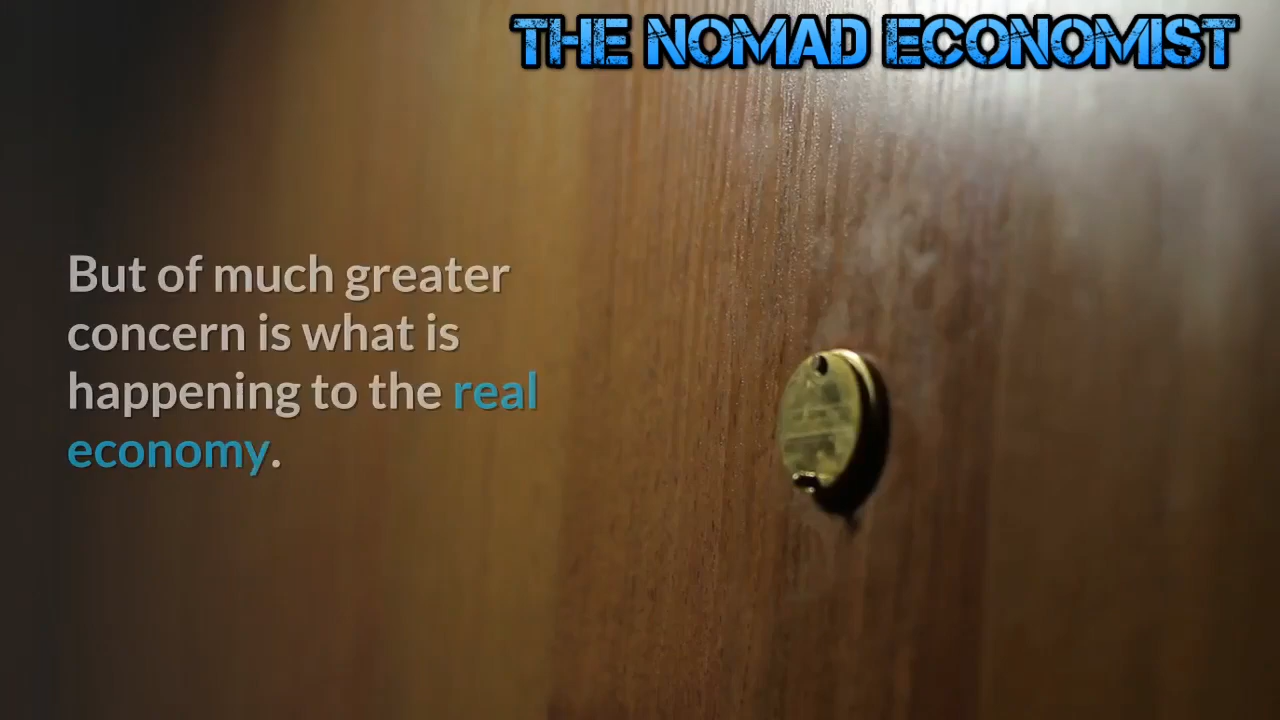 THE NOMAD ECONOMIST
But of much greater
concern is what is
happening to the real
economy.